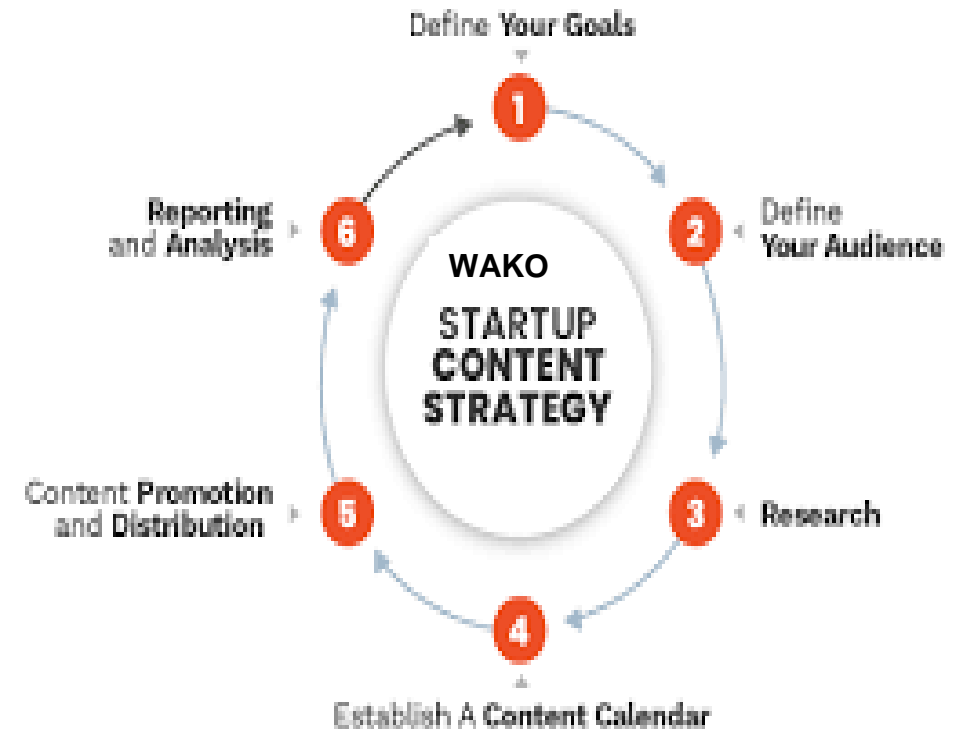 Define Your Goals
1
2
Define
Your Audience
3
Research
4
Establish A Content Calendar
5
Content Promotion
and Distribution
6
Reporting
and Analysis
WAKO
STARTUP
CONTENT
STRATEGY